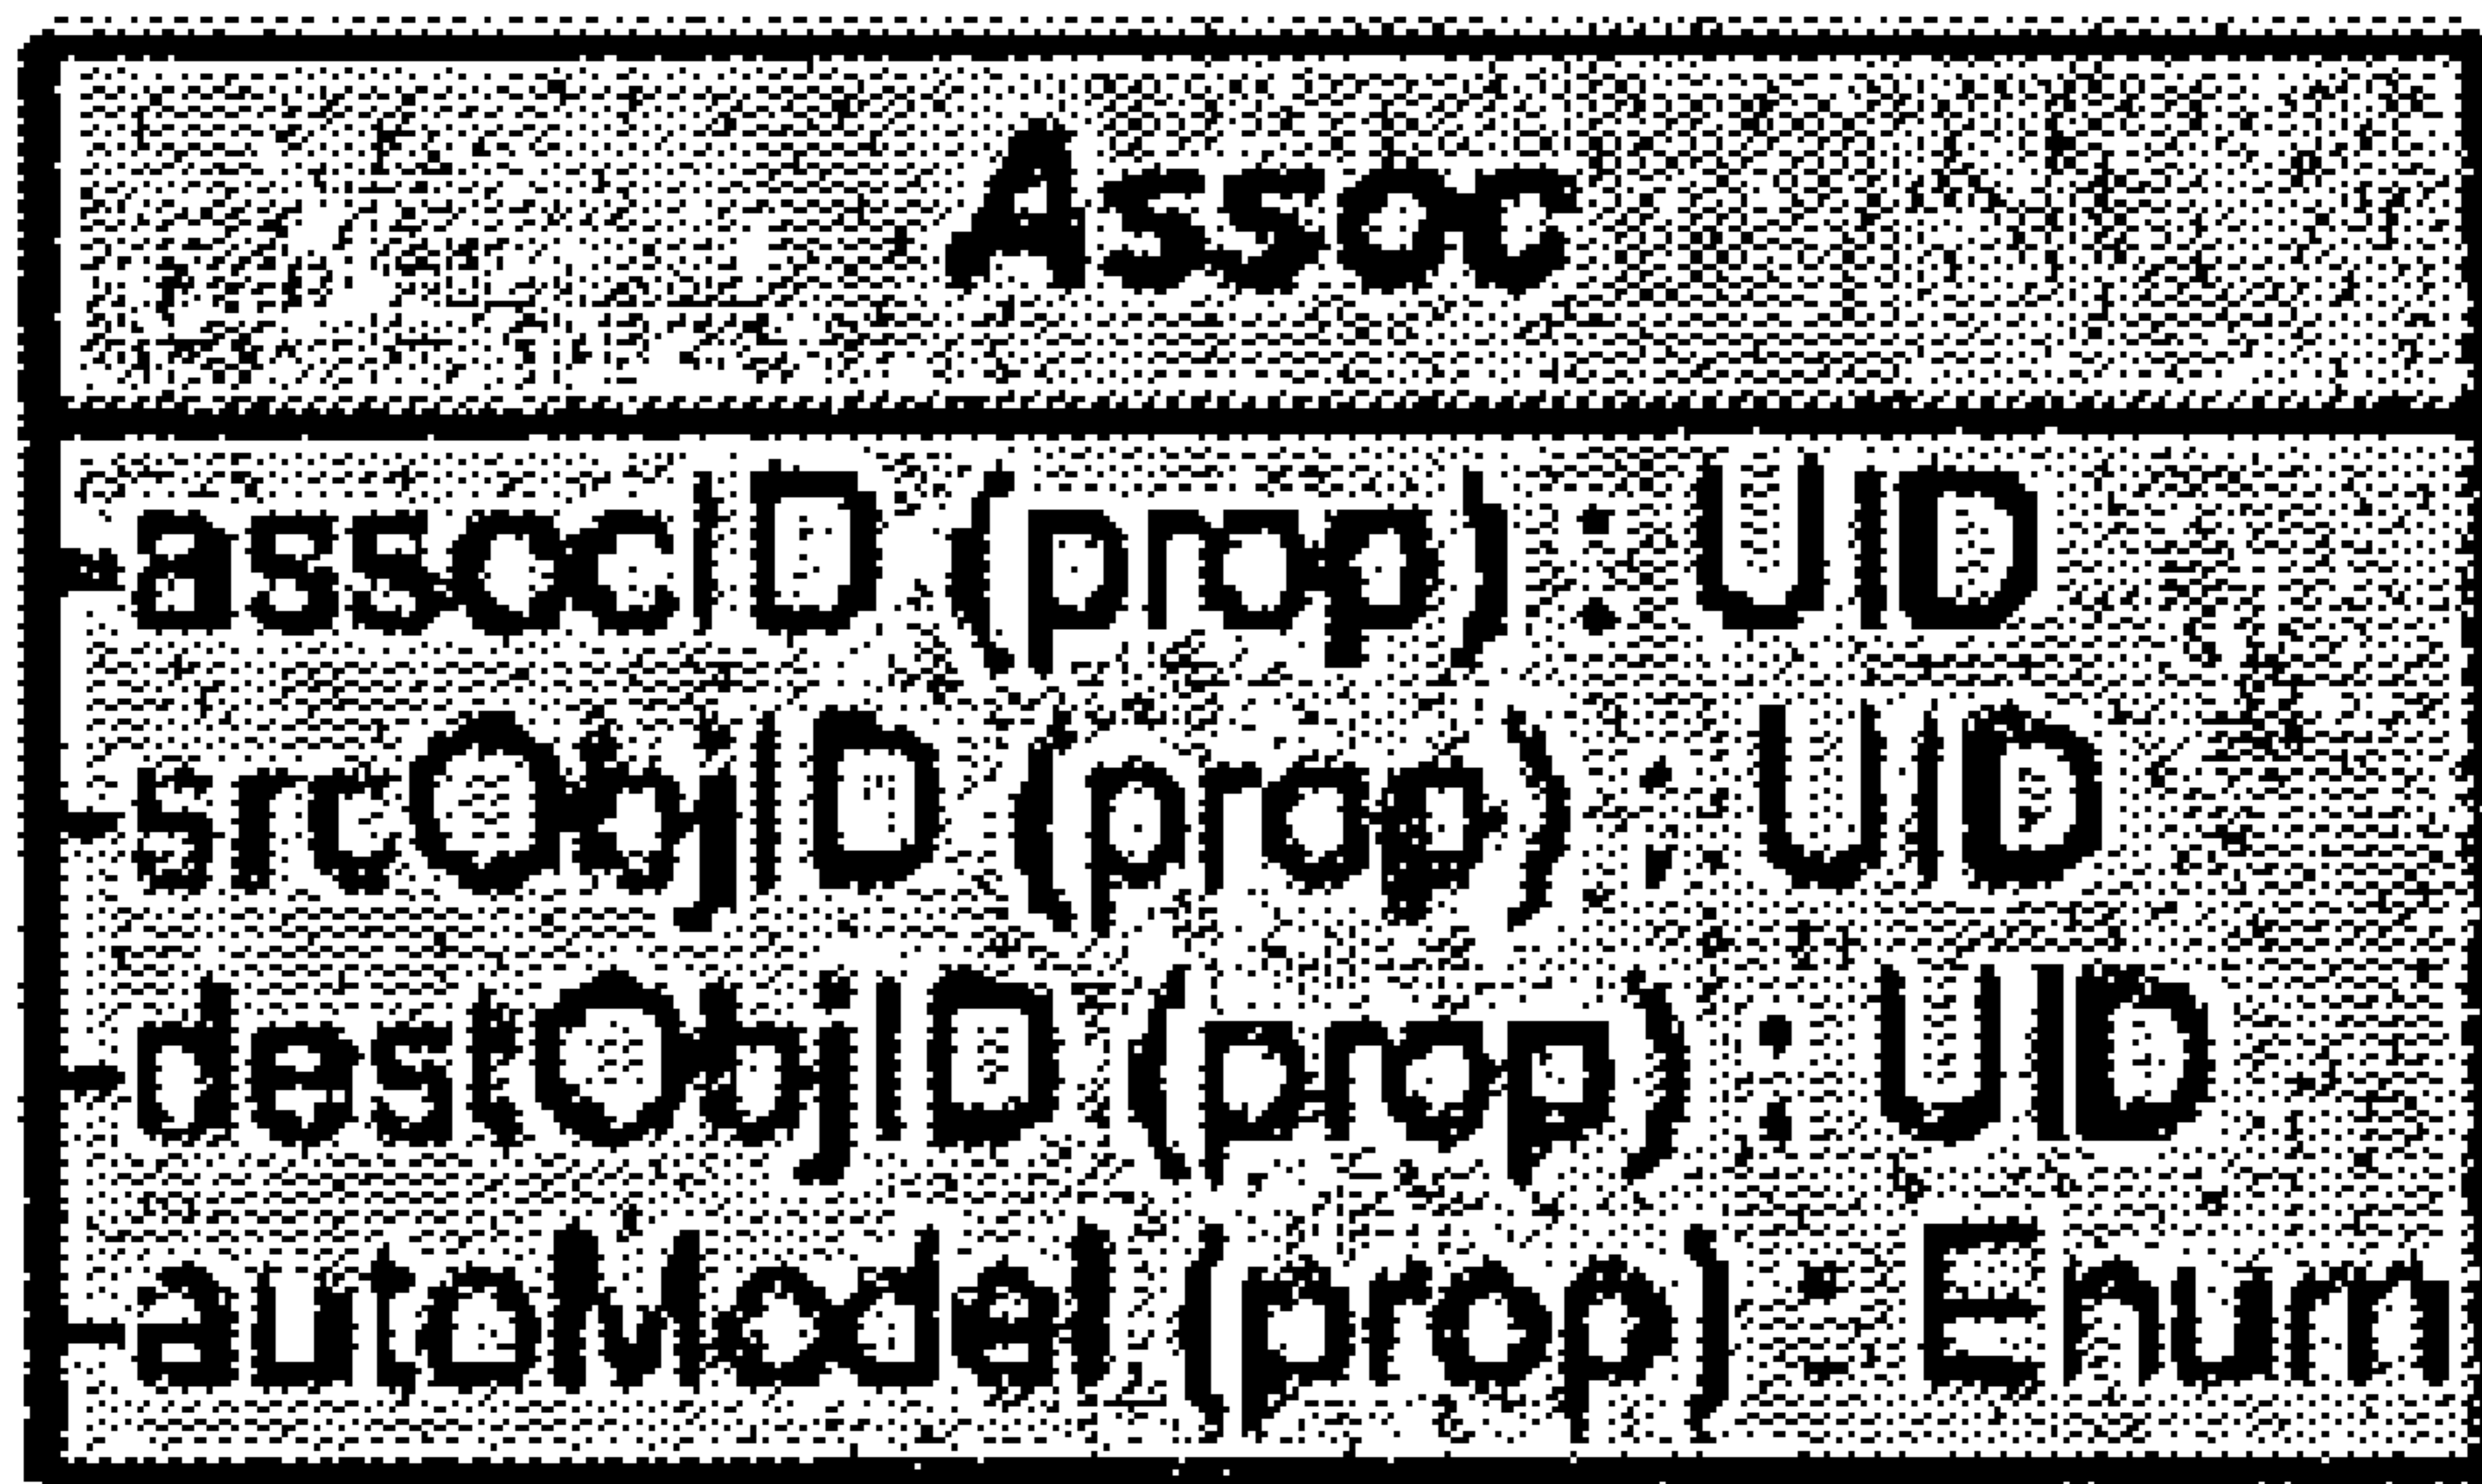 Assoc
-assocID (prop) : UID
-srcObjID (prop) : UID
-destObjID (prop) : UID
-autoModel (prop) : Enum